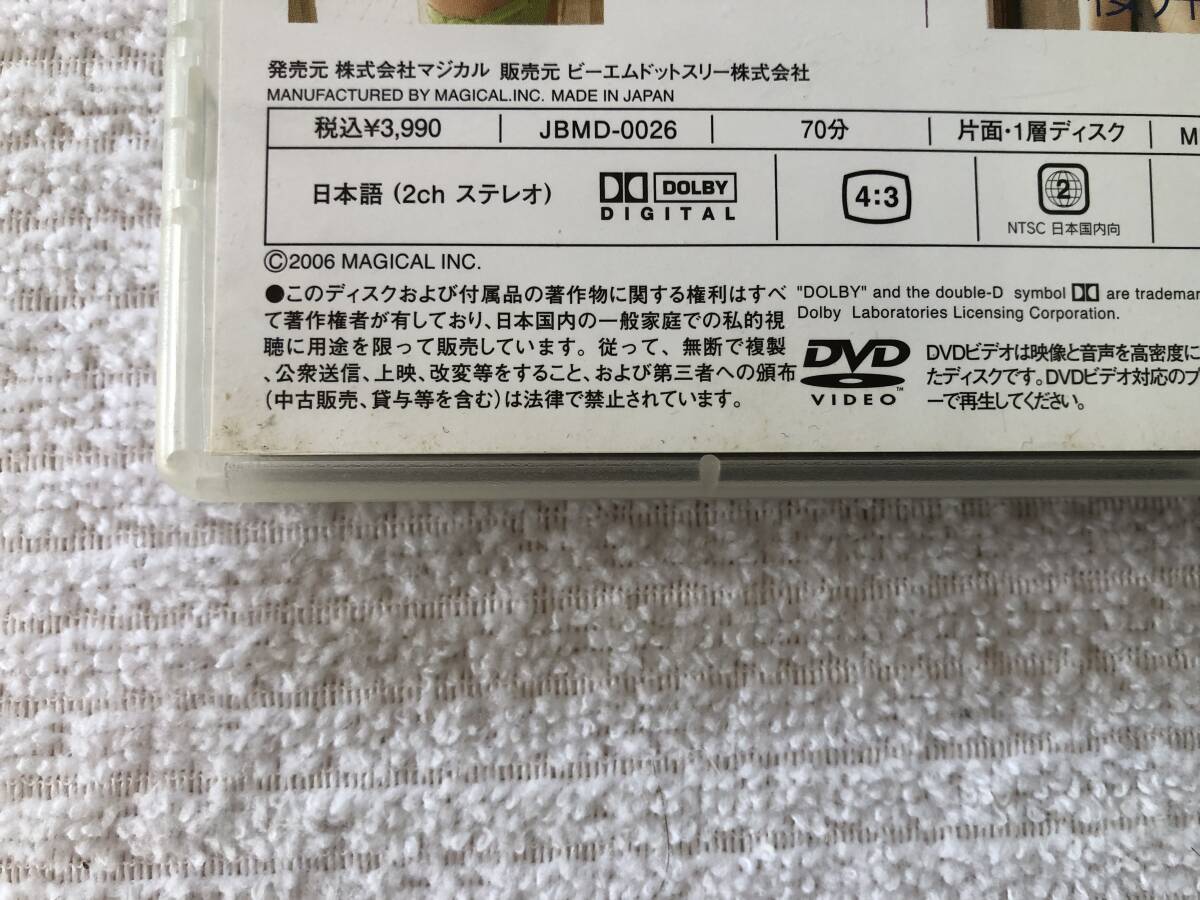 発売元 株式会社マジカル 販売元 ビーエムドットスリー株式会社
MANUFACTURED BY MAGICAL.INC. MADE IN JAPAN
税込¥3,990 JBMD-0026 70分 片面・1層ディスク
日本語 (2ch ステレオ) DOLBY DIGITAL 4:3 2
NTSC 日本国内向
©2006 MAGICAL INC.
●このディスクおよび付属品の著作物に関する権利はすべ
て著作権者が有しており、日本国内の一般家庭での私的視
聴に用途を限って販売しています。従って、無断で複製
、公衆送信、上映、改変等をすること、および第三者への頒布
(中古販売、貸与等を含む)は法律で禁止されています。
"DOLBY" and the double-D symbol are
Dolby Laboratories Licensing Corporation.
DVD VIDEO™
DVDビデオは映像と音声を高密度に
たディスクです。DVDビデオ対応のプ
ーで再生してください。